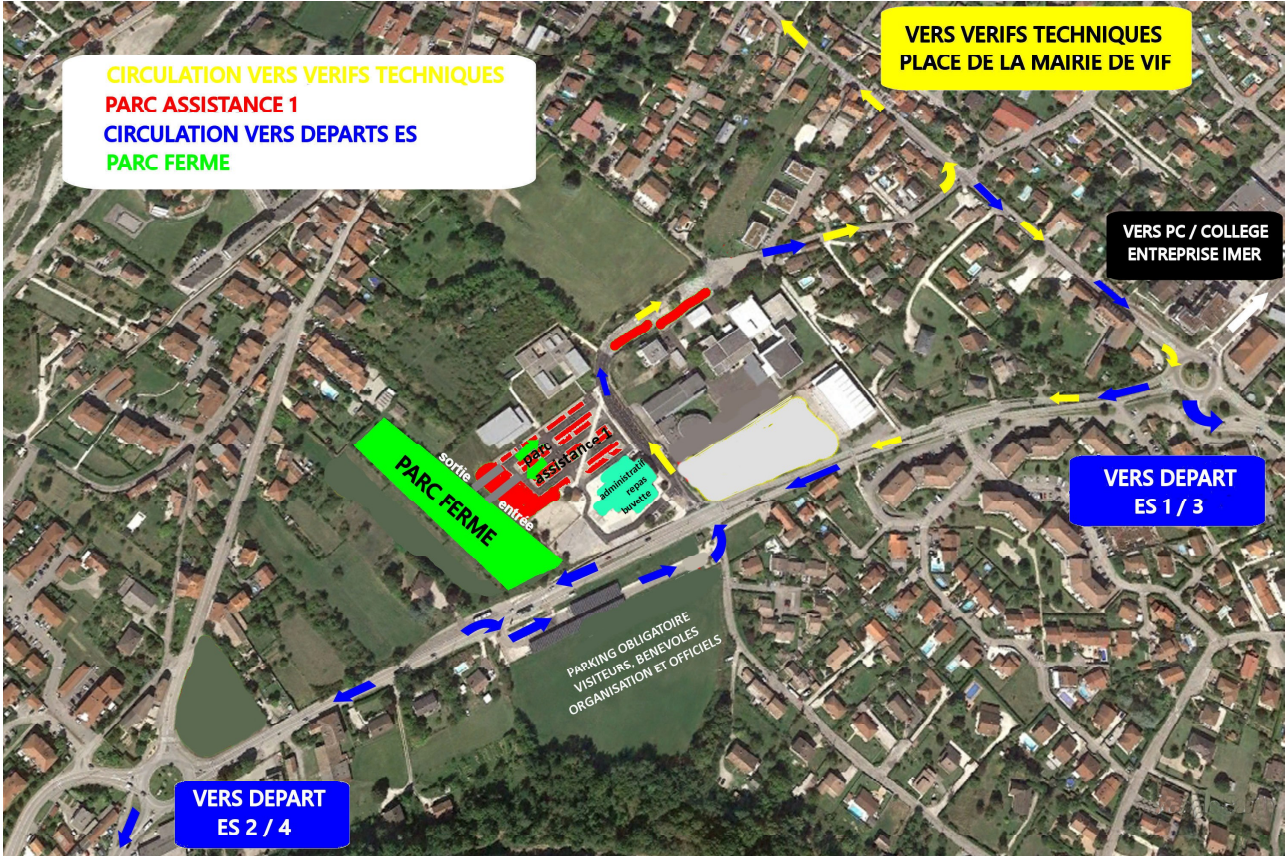 CIRCULATION VERS VERIFS TECHNIQUES
PARC ASSISTANCE 1
CIRCULATION VERS DEPARTS ES
PARC FERME
VERS VERIFS TECHNIQUES
PLACE DE LA MAIRIE DE VIF
VERS PC / COLLEGE
ENTREPRISE IMER
parc
assistance 1
administratif
repas
buvette
sortie
PARC FERME
entrée
VERS DEPART
ES 1 / 3
PARKING OBLIGATOIRE
VISITEURS, BENEVOLES
ORGANISATION ET OFFICIELS
VERS DEPART
ES 2 / 4